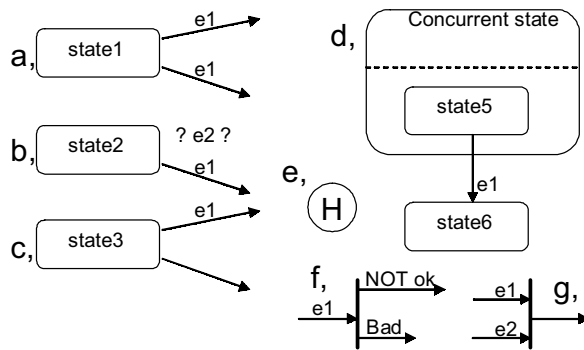 a,
state1
e1
e1
b,
state2
? e2 ?
e1
c,
state3
e1
d,
Concurrent state
state5
e1
state6
e,
H
f,
e1
NOT ok
Bad
g,
e1
e2